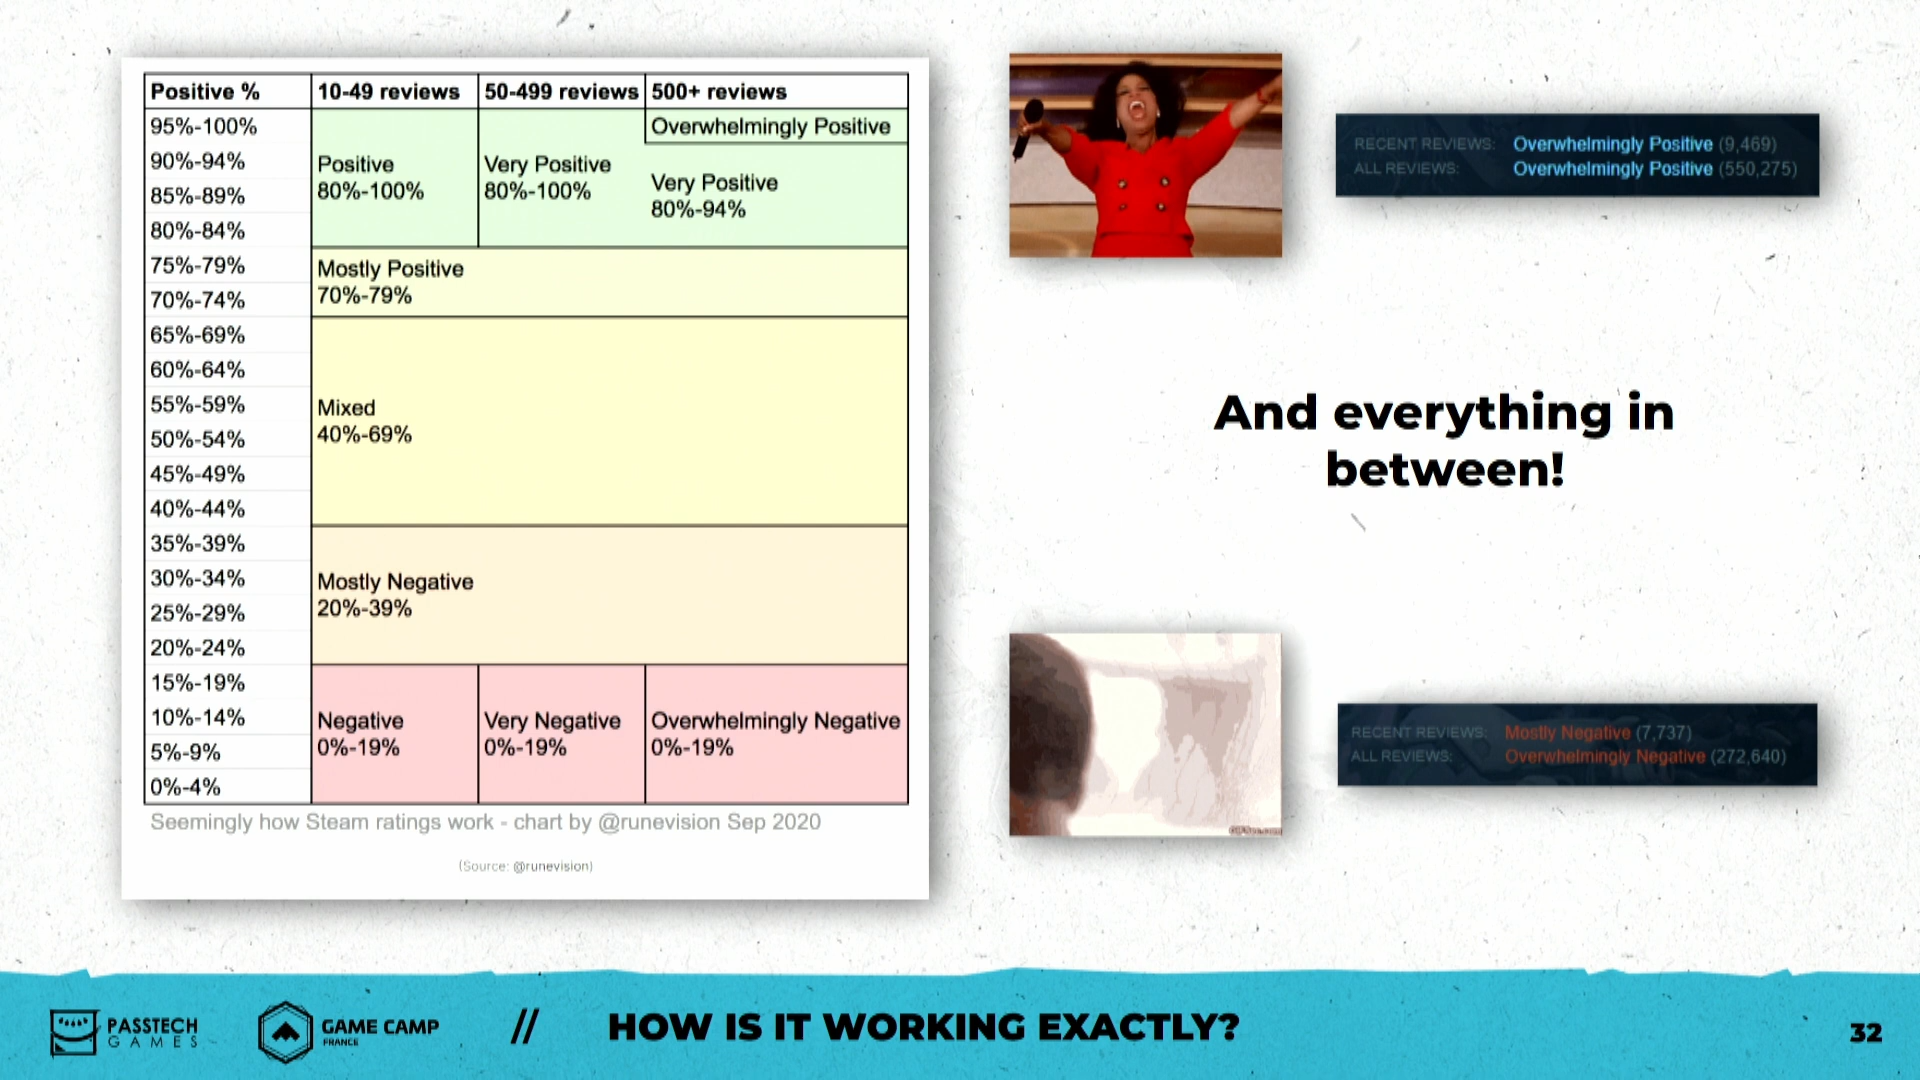 Positive % 10-49 reviews 50-499 reviews 500+ reviews
95%-100%
90%-94%
85%-89%
80%-84%
75%-79%
70%-74%
65%-69%
60%-64%
55%-59%
50%-54%
45%-49%
40%-44%
35%-39%
30%-34%
25%-29%
20%-24%
15%-19%
10%-14%
5%-9%
0%-4%
Positive
80%-100%
Very Positive
80%-100%
Overwhelmingly Positive
Very Positive
80%-94%
Mostly Positive
70%-79%
Mixed
40%-69%
Mostly Negative
20%-39%
Negative
0%-19%
Very Negative
0%-19%
Overwhelmingly Negative
0%-19%
Seemingly how Steam ratings work - chart by @runevision Sep 2020
(Source: @runevision)
RECENT REVIEWS: Overwhelmingly Positive (9,469)
ALL REVIEWS: Overwhelmingly Positive (550,275)
And everything in
between!
RECENT REVIEWS: Mostly Negative (7,737)
ALL REVIEWS: Overwhelmingly Negative (272,640)
PASSTECH
GAMES
GAME CAMP
FRANCE
// HOW IS IT WORKING EXACTLY?
32